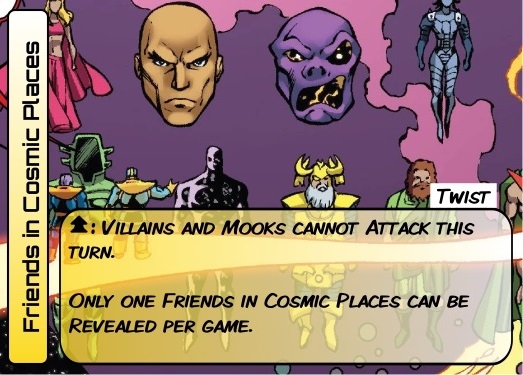 Friends in Cosmic Places
Twist
: Villains and Mooks cannot Attack this
turn.
Only one Friends in Cosmic Places can be
Revealed per game.